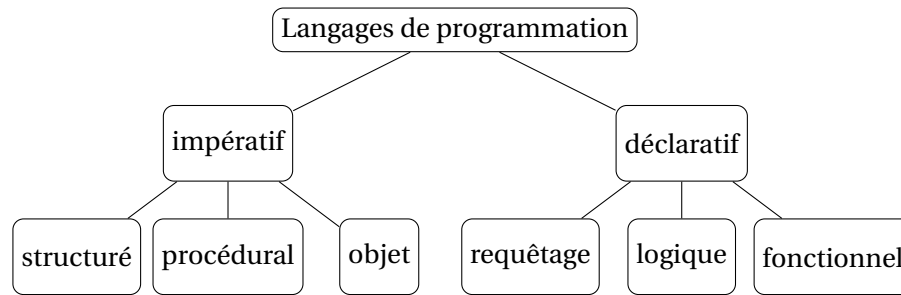 Langages de programmation
impératif
déclaratif
structuré
procédural
objet
requêtage
logique
fonctionnel